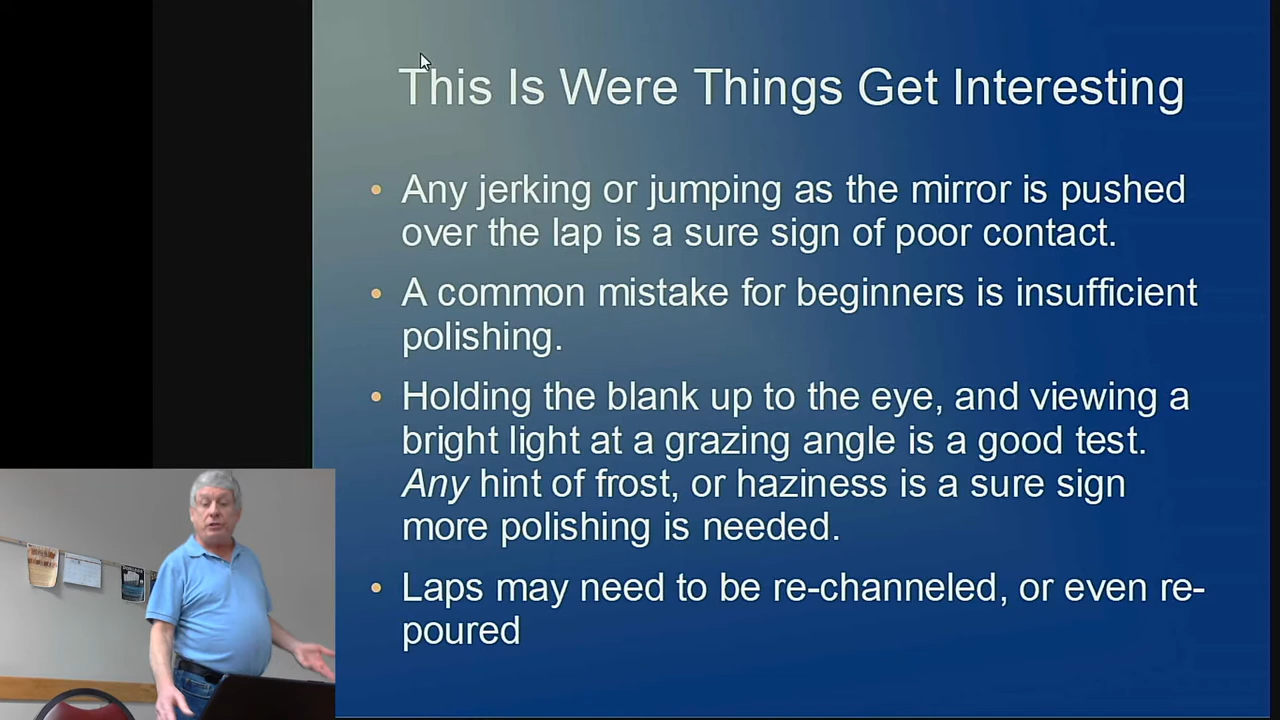 This Is Were Things Get Interesting
• Any jerking or jumping as the mirror is pushed
over the lap is a sure sign of poor contact.
• A common mistake for beginners is insufficient
polishing.
• Holding the blank up to the eye, and viewing a
bright light at a grazing angle is a good test.
Any hint of frost, or haziness is a sure sign
more polishing is needed.
• Laps may need to be re-channeled, or even re-
poured